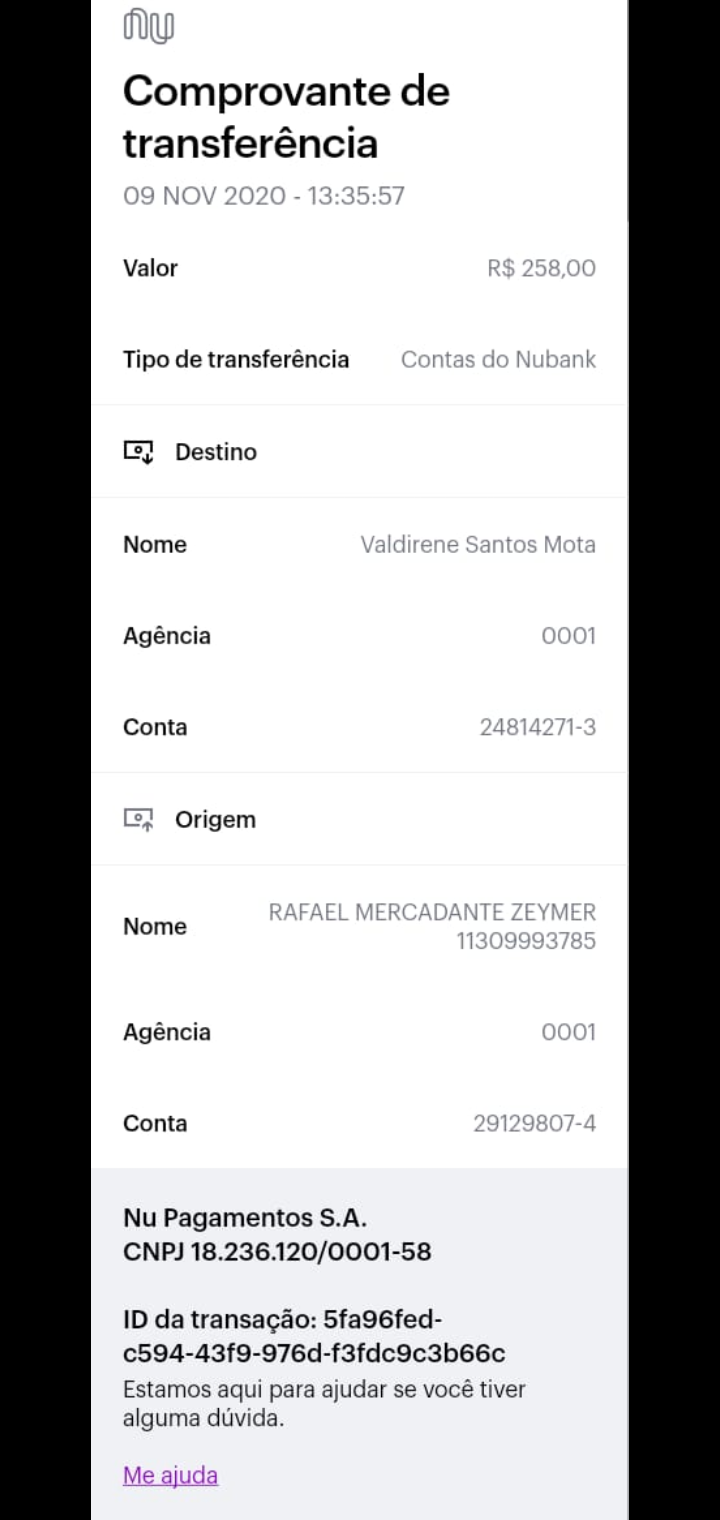 nu
Comprovante de
transferência
09 NOV 2020 - 13:35:57
Valor R$ 258,00
Tipo de transferência Contas do Nubank
Destino
Nome Valdirene Santos Mota
Agência 0001
Conta 24814271-3
Origem
Nome RAFAEL MERCADANTE ZEYMER
11309993785
Agência 0001
Conta 29129807-4
Nu Pagamentos S.A.
CNPJ 18.236.120/0001-58
ID da transação: 5fa96fed-
c594-43f9-976d-f3fdc9c3b66c
Estamos aqui para ajudar se você tiver
alguma dúvida.
Me ajuda